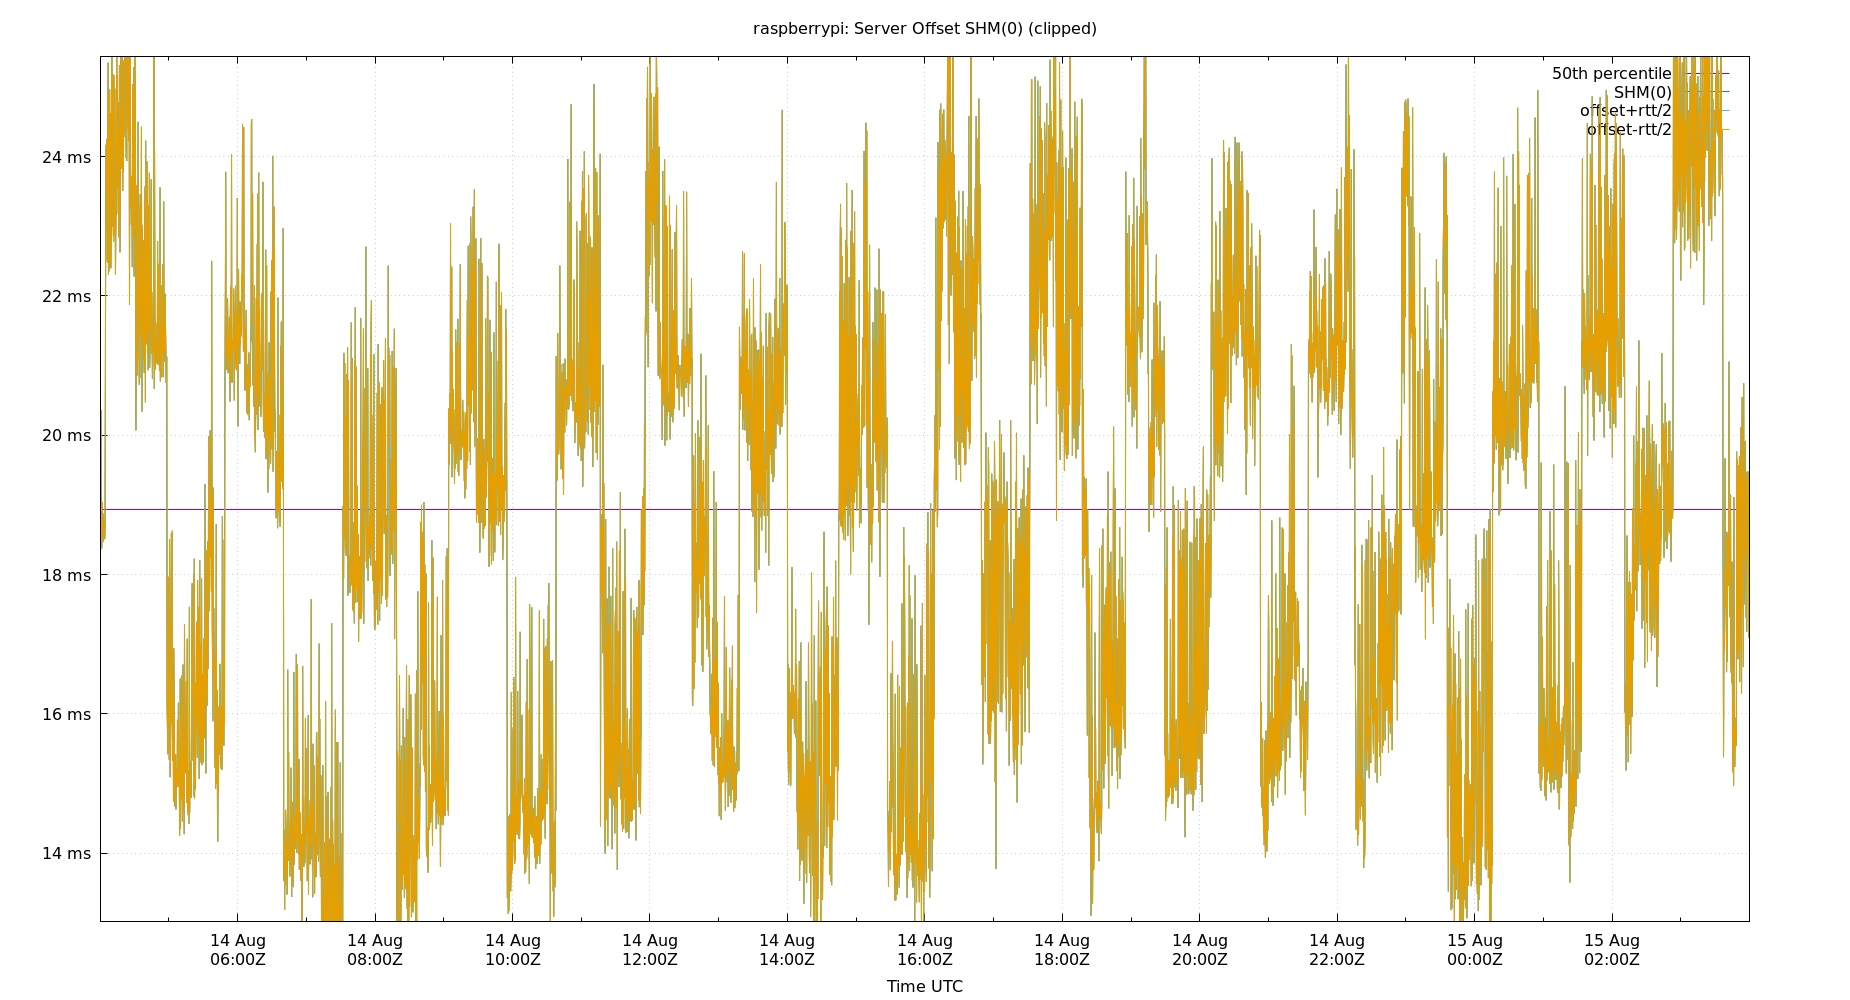 raspberrypi: Server Offset SHM(0) (clipped)
50th percentile
SHM(0)
offset+rtt/2
offset-rtt/2
24 ms
22 ms
20 ms
18 ms
16 ms
14 ms
14 Aug 14 Aug 14 Aug 14 Aug 14 Aug 14 Aug 14 Aug 14 Aug 14 Aug 15 Aug 15 Aug
06:00Z 08:00Z 10:00Z 12:00Z 14:00Z 16:00Z 18:00Z 20:00Z 22:00Z 00:00Z 02:00Z
Time UTC